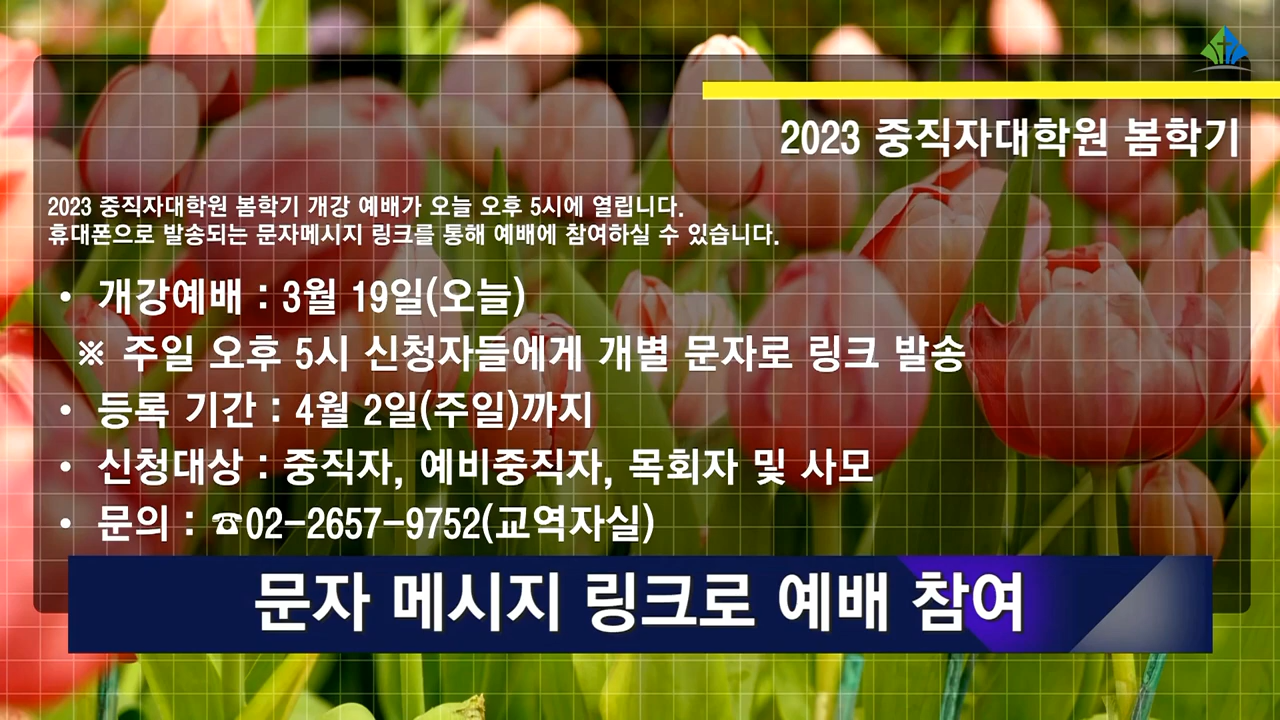 2023 중직자대학원 봄학기
2023 중직자대학원 봄학기 개강 예배가 오늘 오후 5시에 열립니다.
휴대폰으로 발송되는 문자메시지 링크를 통해 예배에 참여하실 수 있습니다.
• 개강예배 : 3월 19일(오늘)
※ 주일 오후 5시 신청자들에게 개별 문자로 링크 발송
• 등록 기간 : 4월 2일(주일)까지
• 신청대상 : 중직자, 예비중직자, 목회자 및 사모
• 문의 : ☎02-2657-9752(교역자실)
문자 메시지 링크로 예배 참여